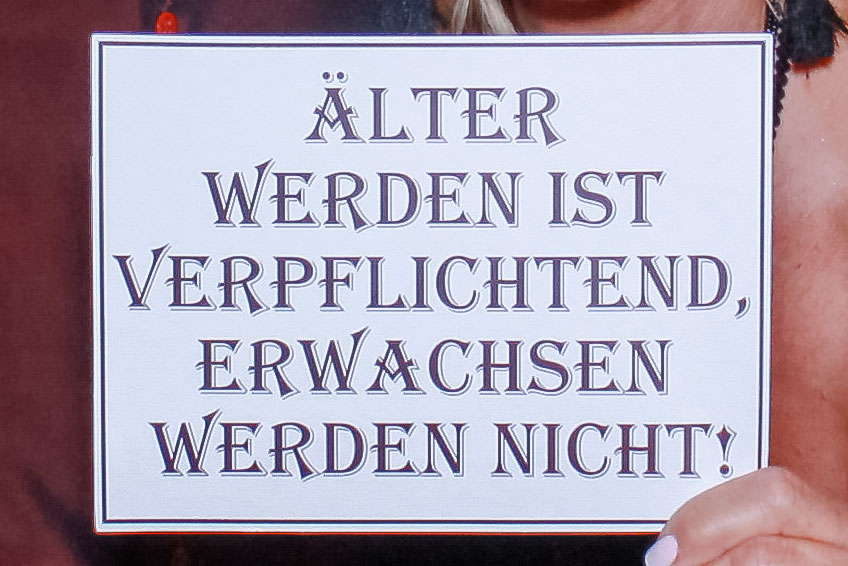 ÄLTER
WERDEN IST
VERPFLICHTEND,
ERWACHSEN
WERDEN NICHT!